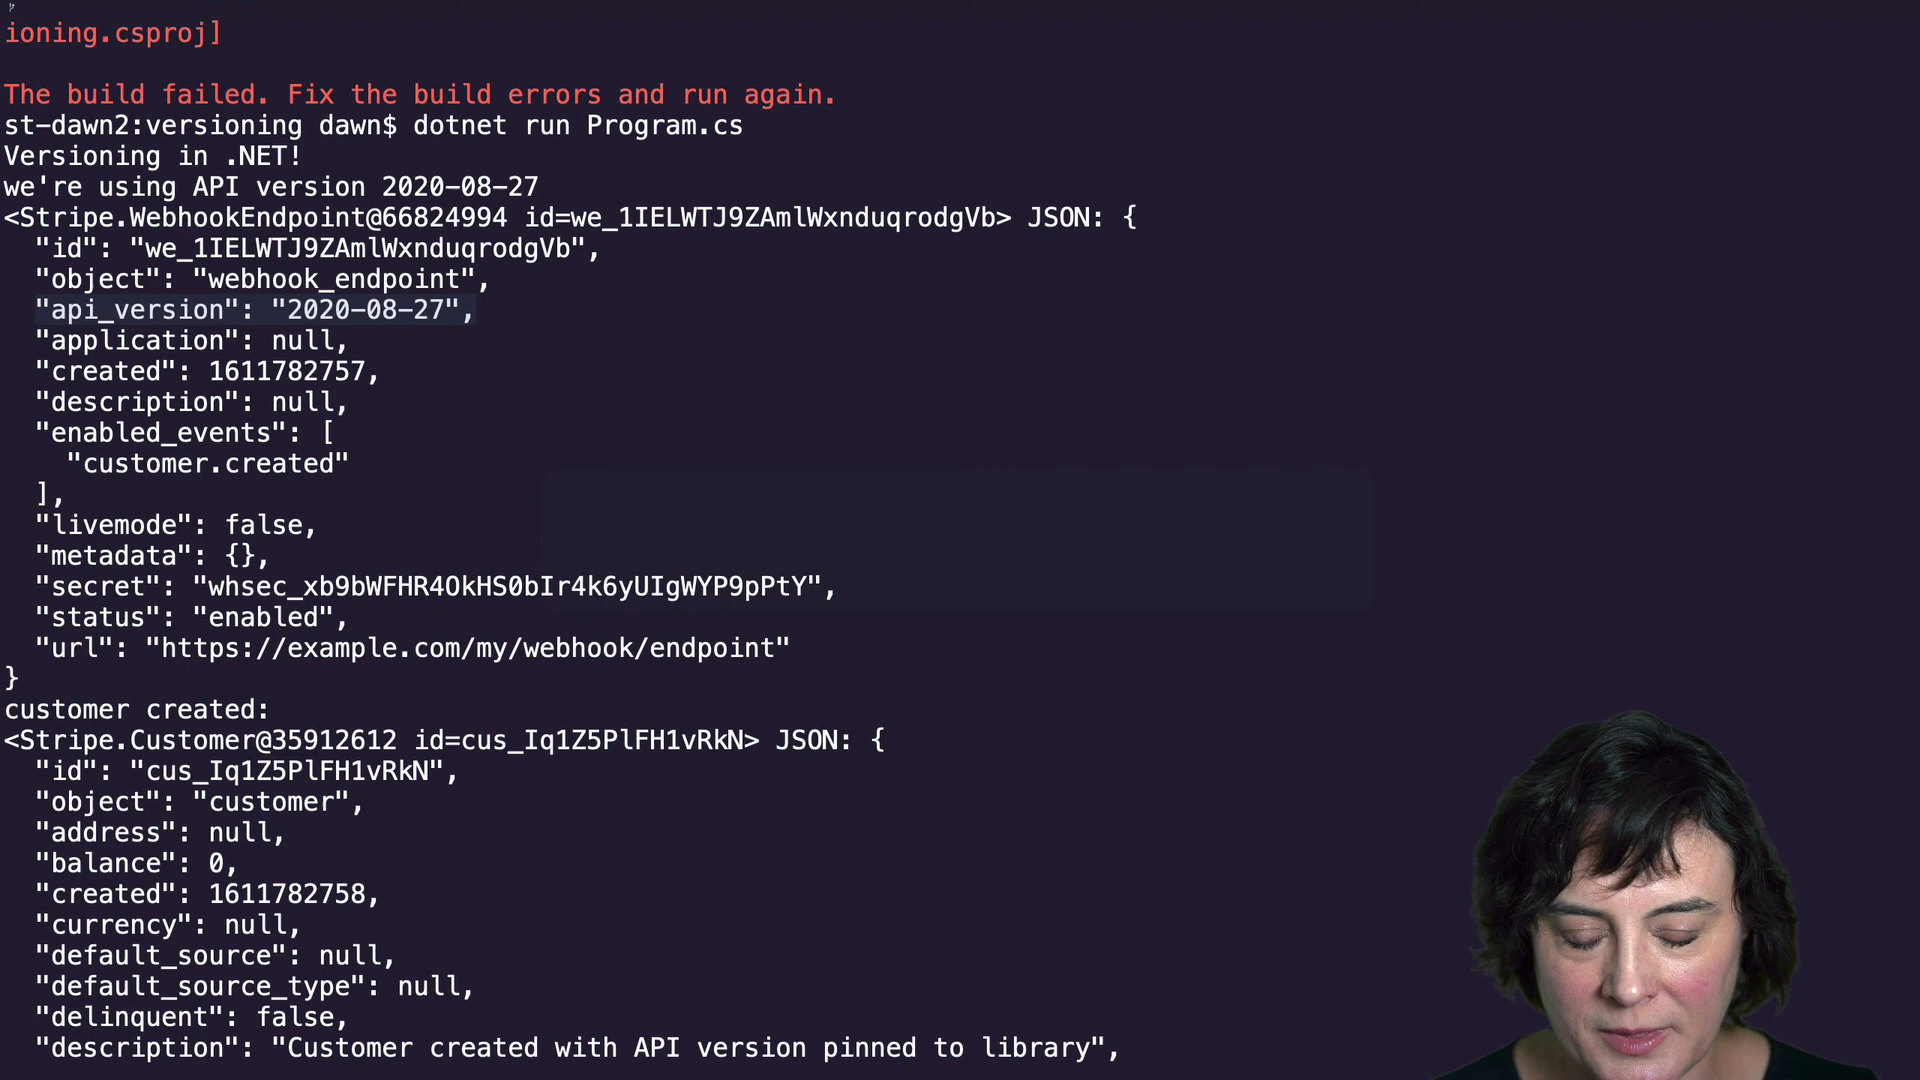 ioning.csproj]
The build failed. Fix the build errors and run again.
st-dawn2:versioning dawn$ dotnet run Program.cs
Versioning in .NET!
we're using API version 2020-08-27
<Stripe.WebhookEndpoint@66824994 id=we_1IELWTJ9ZAmlWxnduqrodgVb> JSON: {
  "id": "we_1IELWTJ9ZAmlWxnduqrodgVb",
  "object": "webhook_endpoint",
  "api_version": "2020-08-27",
  "application": null,
  "created": 1611782757,
  "description": null,
  "enabled_events": [
    "customer.created"
  ],
  "livemode": false,
  "metadata": {},
  "secret": "whsec_xb9bWFHR4OkHS0bIr4k6yUIgWYP9pPtY",
  "status": "enabled",
  "url": "https://example.com/my/webhook/endpoint"
}
customer created:
<Stripe.Customer@35912612 id=cus_Iq1Z5PlFH1vRkN> JSON: {
  "id": "cus_Iq1Z5PlFH1vRkN",
  "object": "customer",
  "address": null,
  "balance": 0,
  "created": 1611782758,
  "currency": null,
  "default_source": null,
  "default_source_type": null,
  "delinquent": false,
  "description": "Customer created with API version pinned to library",